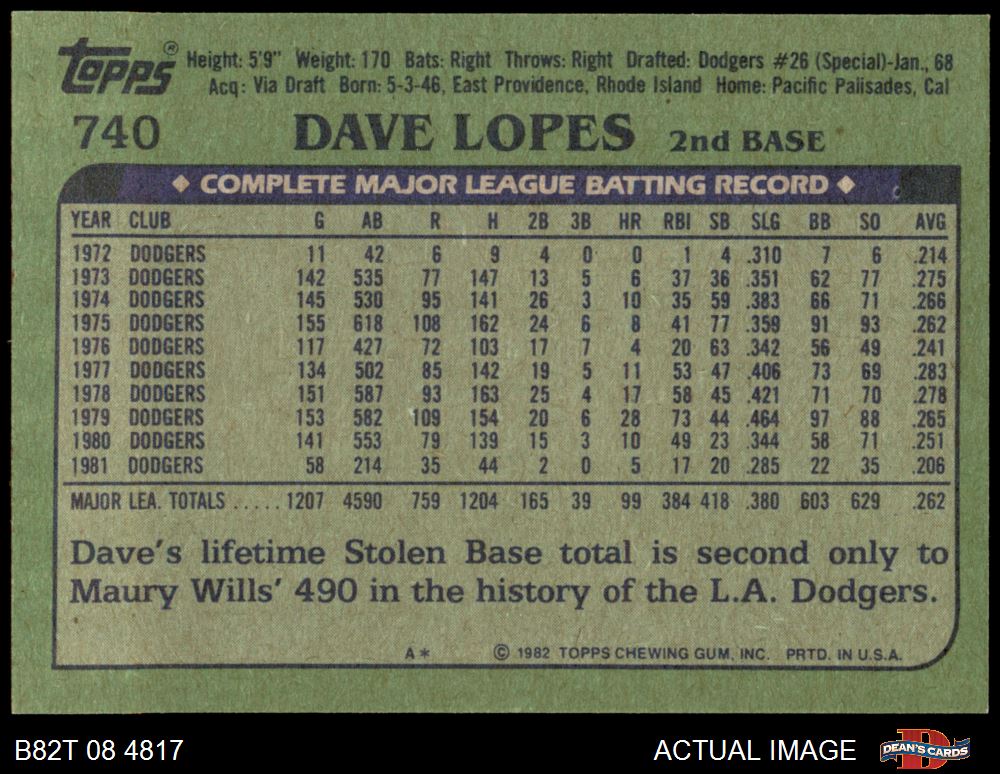 Topps® Height: 5'9" Weight: 170 Bats: Right Throws: Right Drafted: Dodgers #26 (Special)-Jan., 68
Acq: Via Draft Born: 5-3-46, East Providence, Rhode Island Home: Pacific Palisades, Cal
740 DAVE LOPES 2nd BASE
◆ COMPLETE MAJOR LEAGUE BATTING RECORD ◆
YEAR CLUB G AB R H 2B 3B HR RBI SB SLG BB SO AVG
1972 DODGERS 11 42 6 9 4 0 0 1 4 .310 7 6 .214
1973 DODGERS 142 535 77 147 13 5 6 37 36 .351 62 77 .275
1974 DODGERS 145 530 95 141 26 3 10 35 59 .383 66 71 .266
1975 DODGERS 155 618 108 162 24 6 8 41 77 .359 91 93 .262
1976 DODGERS 117 427 72 103 17 7 4 20 63 .342 56 49 .241
1977 DODGERS 134 502 85 142 19 5 11 53 47 .406 73 69 .283
1978 DODGERS 151 587 93 163 25 4 17 58 45 .421 71 70 .278
1979 DODGERS 153 582 109 154 20 6 28 73 44 .464 97 88 .265
1980 DODGERS 141 553 79 139 15 3 10 49 23 .344 58 71 .251
1981 DODGERS 58 214 35 44 2 0 5 17 20 .285 22 35 .206
MAJOR LEA. TOTALS ..... 1207 4590 759 1204 165 39 99 384 418 .380 603 629 .262
Dave's lifetime Stolen Base total is second only to
Maury Wills' 490 in the history of the L.A. Dodgers.
A* © 1982 TOPPS CHEWING GUM, INC. PRTD. IN U.S.A.
B82T 08 4817 ACTUAL IMAGE DEAN'S CARDS